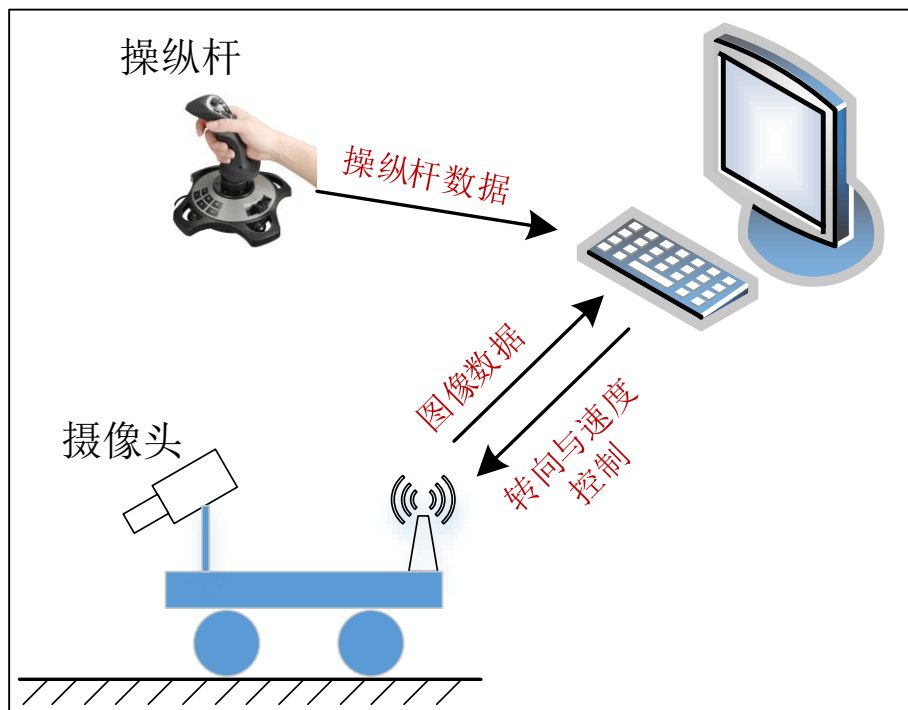 操纵杆
操纵杆数据
图像数据
转向与速度
控制
摄像头